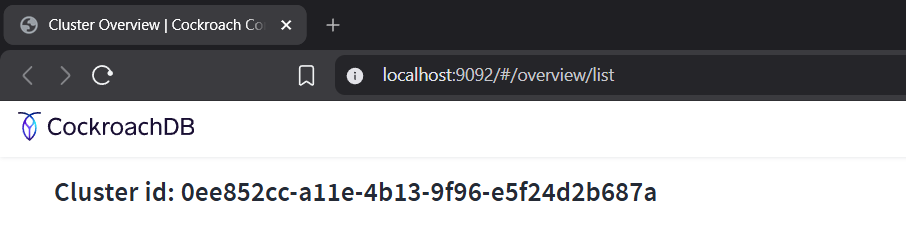 Cluster Overview | Cockroach Co
localhost:9092/#/overview/list
CockroachDB
Cluster id: 0ee852cc-a11e-4b13-9f96-e5f24d2b687a